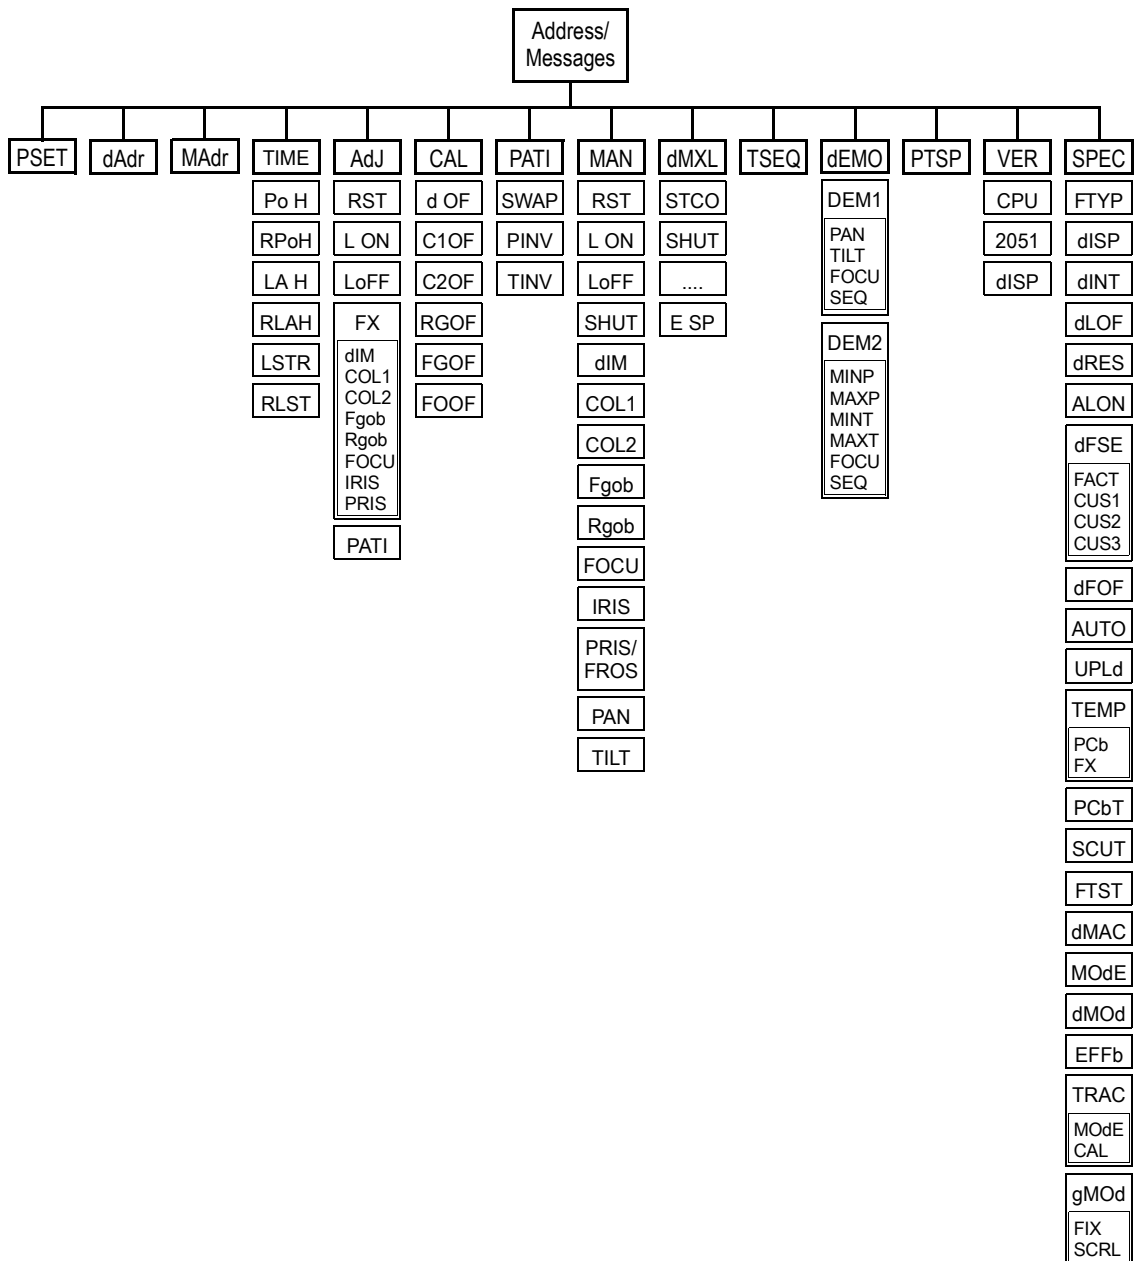 Address/
Messages
PSET
dAdr
MAdr
TIME
Po H
RPoH
LA H
RLAH
LSTR
RLST
AdJ
RST
L ON
LoFF
FX
dIM
COL1
COL2
Fgob
Rgob
FOCU
IRIS
PRIS
PATI
CAL
d OF
C1OF
C2OF
RGOF
FGOF
FOOF
PATI
SWAP
PINV
TINV
MAN
RST
L ON
LoFF
SHUT
dIM
COL1
COL2
Fgob
Rgob
FOCU
IRIS
PRIS/
FROS
PAN
TILT
dMXL
STCO
SHUT
....
E SP
TSEQ
dEMO
DEM1
PAN
TILT
FOCU
SEQ
DEM2
MINP
MAXP
MINT
MAXT
FOCU
SEQ
PTSP
VER
CPU
2051
dISP
SPEC
FTYP
dISP
dINT
dLOF
dRES
ALON
dFSE
FACT
CUS1
CUS2
CUS3
dFOF
AUTO
UPLd
TEMP
PCb
FX
PCbT
SCUT
FTST
dMAC
MOdE
dMOd
EFFb
TRAC
MOdE
CAL
gMOd
FIX
SCRL